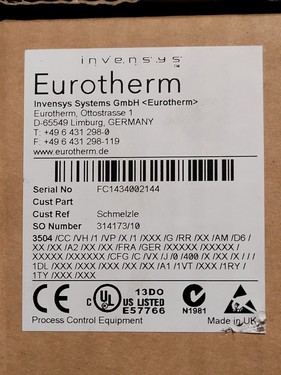 invensys
Eurotherm
Invensys Systems GmbH <Eurotherm>
Eurotherm, Ottostrasse 1
D-65549 Limburg, GERMANY
T: +49 6 431 298-0
F: +49 6 431 298-119
www.eurotherm.de
Serial No FC1434002144
Cust Part
Cust Ref Schmelzle
SO Number 314173/10
3504 /CC /VH /1 /VP /X /1 /XXX /G /RR /XX /AM /D6 /
XX /XX /A2 /XX /XX /FRA /GER /XXXXX /XXXXX /
XXXXX /XXXXXX /CFG /C /VX /J /0 /400 /X /X /X / / /
1DL /XXX /XXX /XX /XX /XX /A1 /1VT /XXX /1RY /
1TY /XXX /XXX
CE
C UL US LISTED
13DO
E57766
N1981
Process Control Equipment
Made in UK